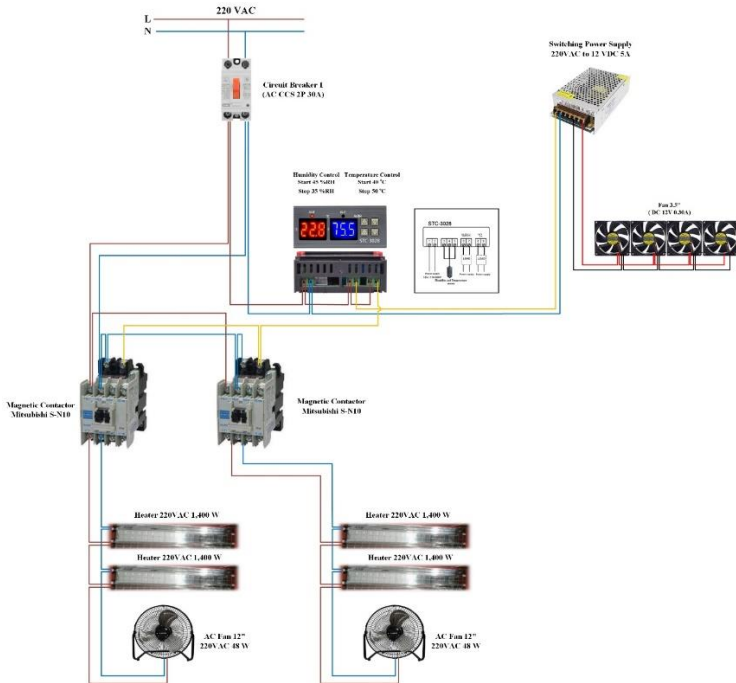 220 VAC
L
N
Circuit Breaker 1
(AC CCS 2P 30A)
Switching Power Supply
220VAC to 12 VDC 5A
Humidity Control
Start 45 %RH
Stop 35 %RH
Temperature Control
Start 40 °C
Stop 50 °C
22.8
75.5
STC-3028
STC-3028
Fan 2.5"
( DC 12V 0.90A)
Magnetic Contactor
Mitsubishi S-N10
Magnetic Contactor
Mitsubishi S-N10
Heater 220VAC 1,400 W
Heater 220VAC 1,400 W
Heater 220VAC 1,400 W
Heater 220VAC 1,400 W
AC Fan 12"
220VAC 48 W
AC Fan 12"
220VAC 48 W